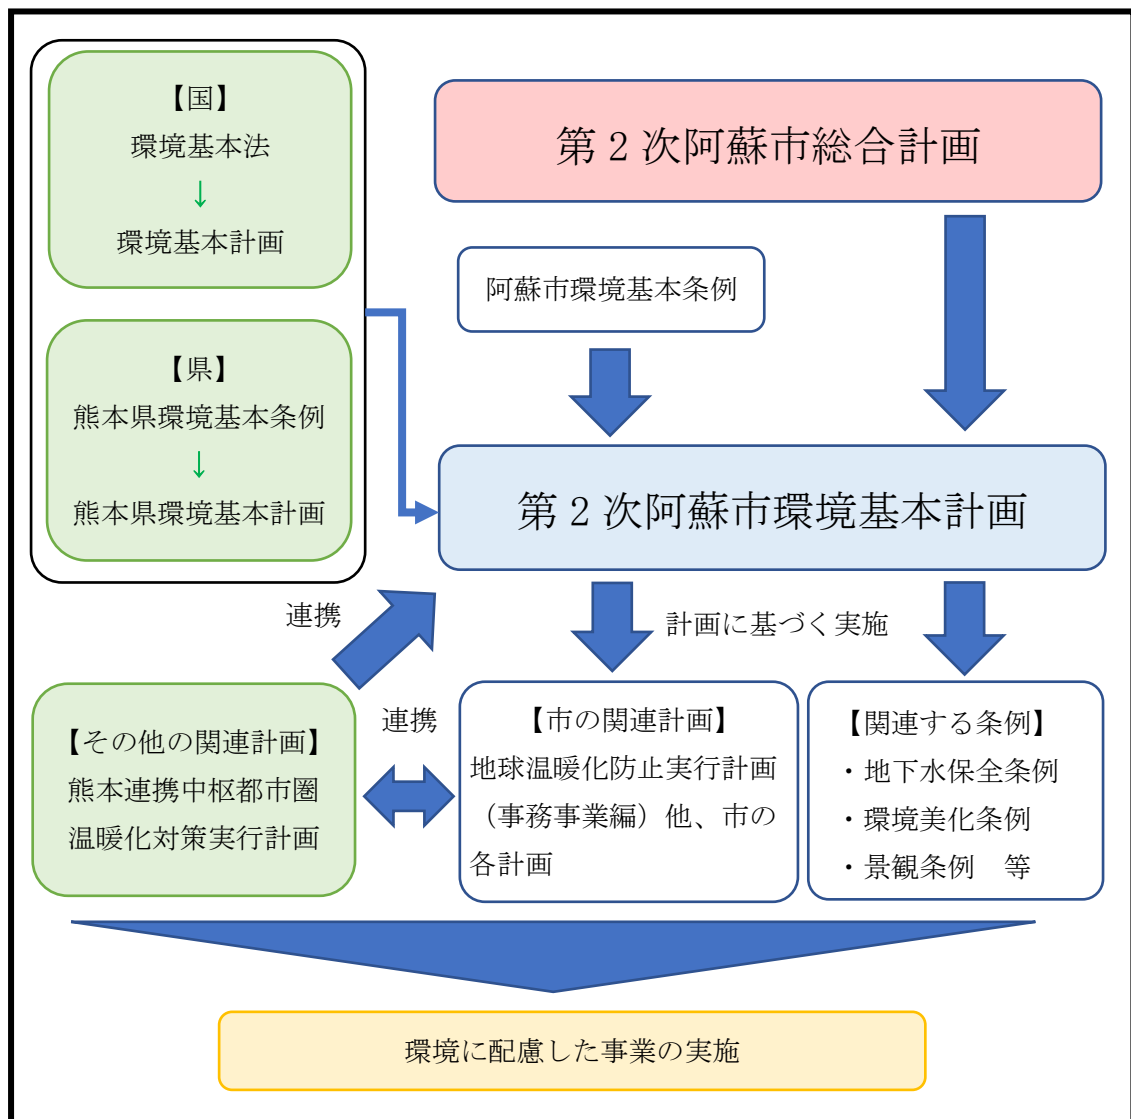 【国】
環境基本法
↓
環境基本計画
第２次阿蘇市総合計画
阿蘇市環境基本条例
【県】
熊本県環境基本条例
↓
熊本県環境基本計画
第２次阿蘇市環境基本計画
連携
計画に基づく実施
【その他の関連計画】
熊本連携中枢都市圏
温暖化対策実行計画
連携
【市の関連計画】
地球温暖化防止実行計画
（事務事業編）他、市の
各計画
【関連する条例】
・地下水保全条例
・環境美化条例
・景観条例　等
環境に配慮した事業の実施